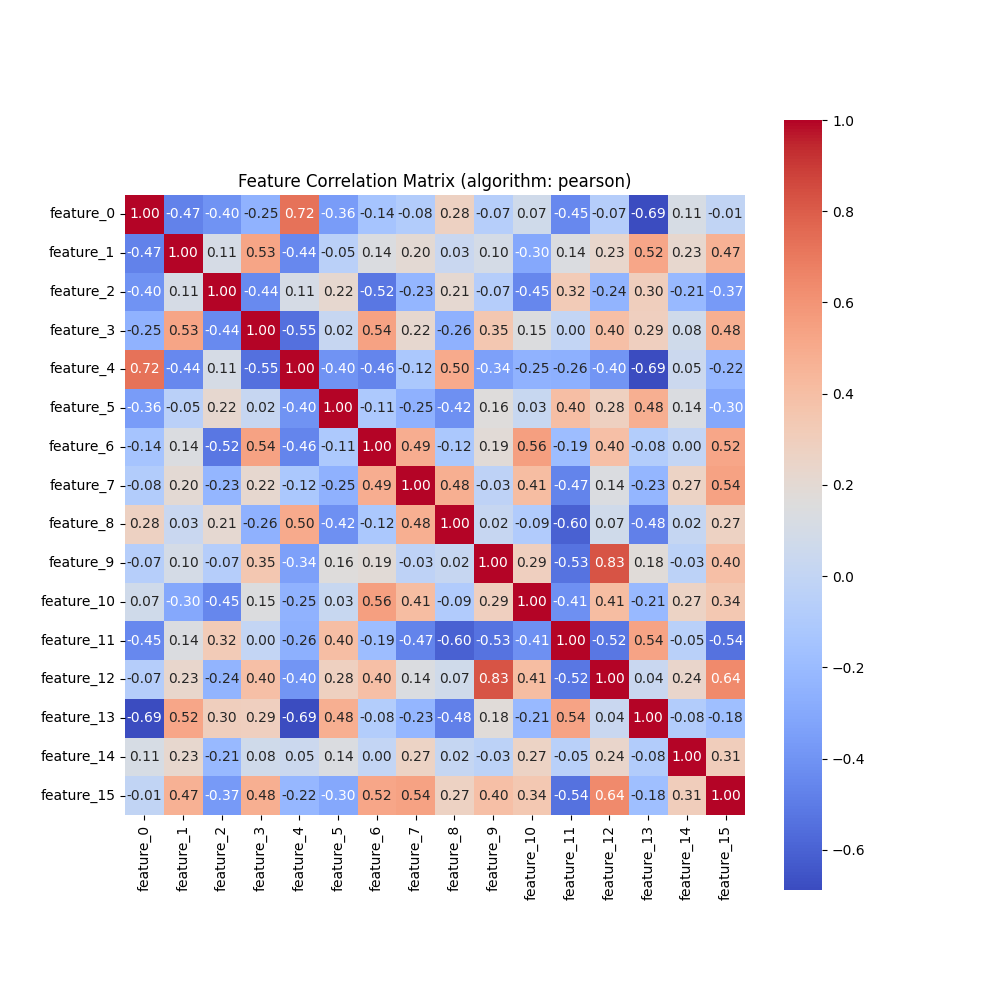 1.0
Feature Correlation Matrix (algorithm: pearson)
feature_0 1.00 -0.47 -0.40 -0.25 0.72 -0.36 -0.14 -0.08 0.28 -0.07 0.07 -0.45 -0.07 -0.69 0.11 -0.01
0.8
feature_1 -0.47 1.00 0.11 0.53 -0.44 -0.05 0.14 0.20 0.03 0.10 -0.30 0.14 0.23 0.52 0.23 0.47
feature_2 -0.40 0.11 1.00 -0.44 0.11 0.22 -0.52 -0.23 0.21 -0.07 -0.45 0.32 -0.24 0.30 -0.21 -0.37
0.6
feature_3 -0.25 0.53 -0.44 1.00 -0.55 0.02 0.54 0.22 -0.26 0.35 0.15 0.00 0.40 0.29 0.08 0.48
feature_4 0.72 -0.44 0.11 -0.55 1.00 -0.40 -0.46 -0.12 0.50 -0.34 -0.25 -0.26 -0.40 -0.69 0.05 -0.22
0.4
feature_5 -0.36 -0.05 0.22 0.02 -0.40 1.00 -0.11 -0.25 -0.42 0.16 0.03 0.40 0.28 0.48 0.14 -0.30
feature_6 -0.14 0.14 -0.52 0.54 -0.46 -0.11 1.00 0.49 -0.12 0.19 0.56 -0.19 0.40 -0.08 0.00 0.52
0.2
feature_7 -0.08 0.20 -0.23 0.22 -0.12 -0.25 0.49 1.00 0.48 -0.03 0.41 -0.47 0.14 -0.23 0.27 0.54
feature_8 0.28 0.03 0.21 -0.26 0.50 -0.42 -0.12 0.48 1.00 0.02 -0.09 -0.60 0.07 -0.48 0.02 0.27
feature_9 -0.07 0.10 -0.07 0.35 -0.34 0.16 0.19 -0.03 0.02 1.00 0.29 -0.53 0.83 0.18 -0.03 0.40
0.0
feature_10 0.07 -0.30 -0.45 0.15 -0.25 0.03 0.56 0.41 -0.09 0.29 1.00 -0.41 0.41 -0.21 0.27 0.34
feature_11 -0.45 0.14 0.32 0.00 -0.26 0.40 -0.19 -0.47 -0.60 -0.53 -0.41 1.00 -0.52 0.54 -0.05 -0.54
−0.2
feature_12 -0.07 0.23 -0.24 0.40 -0.40 0.28 0.40 0.14 0.07 0.83 0.41 -0.52 1.00 0.04 0.24 0.64
feature_13 -0.69 0.52 0.30 0.29 -0.69 0.48 -0.08 -0.23 -0.48 0.18 -0.21 0.54 0.04 1.00 -0.08 -0.18
−0.4
feature_14 0.11 0.23 -0.21 0.08 0.05 0.14 0.00 0.27 0.02 -0.03 0.27 -0.05 0.24 -0.08 1.00 0.31
feature_15 -0.01 0.47 -0.37 0.48 -0.22 -0.30 0.52 0.54 0.27 0.40 0.34 -0.54 0.64 -0.18 0.31 1.00
−0.6
feature_0 feature_1 feature_2 feature_3 feature_4 feature_5 feature_6 feature_7 feature_8 feature_9 feature_10 feature_11 feature_12 feature_13 feature_14 feature_15